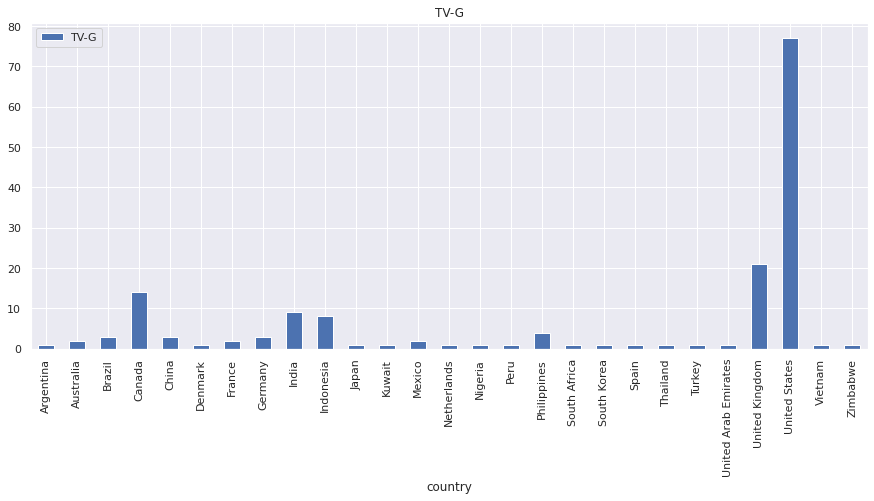 TV-G
TV-G
80
70
60
50
40
30
20
10
0
Argentina
Australia
Brazil
Canada
China
Denmark
France
Germany
India
Indonesia
Japan
Kuwait
Mexico
Netherlands
Nigeria
Peru
Philippines
South Africa
South Korea
Spain
Thailand
Turkey
United Arab Emirates
United Kingdom
United States
Vietnam
Zimbabwe
country